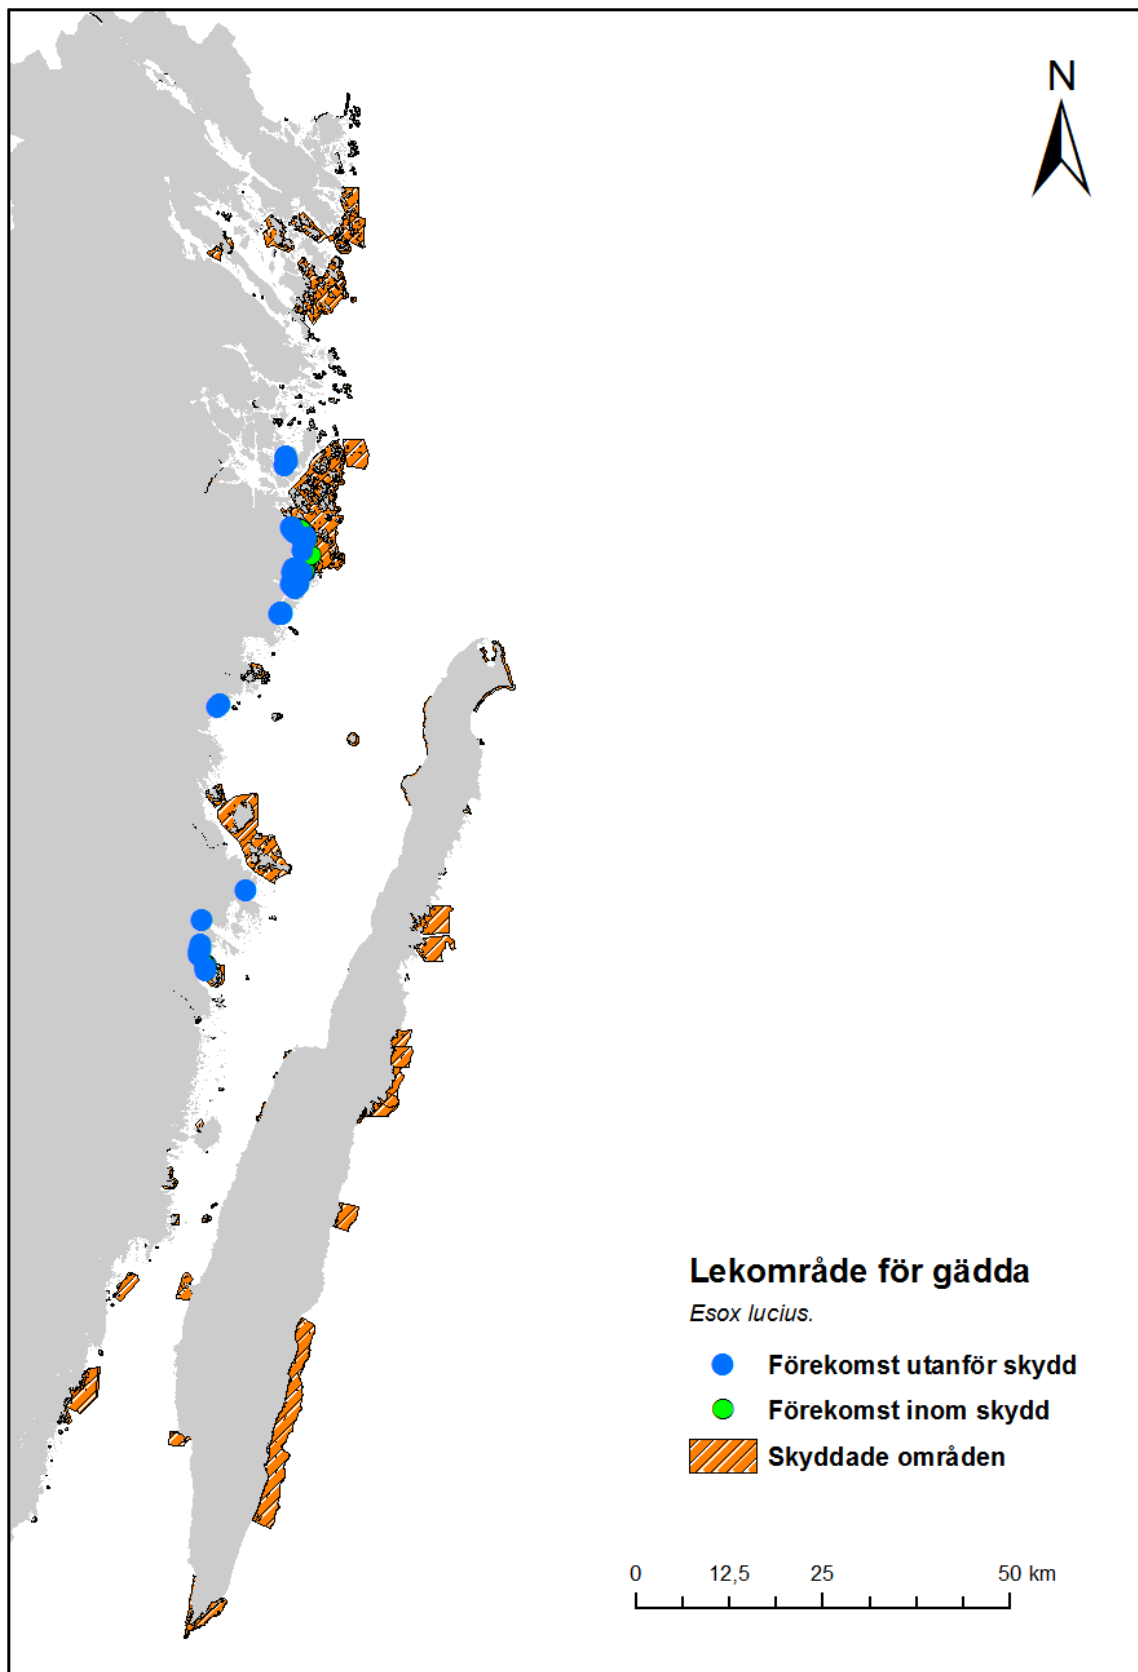 N
Lekområde för gädda
Esox lucius.
Förekomst utanför skydd
Förekomst inom skydd
Skyddade områden
0 12,5 25 50 km